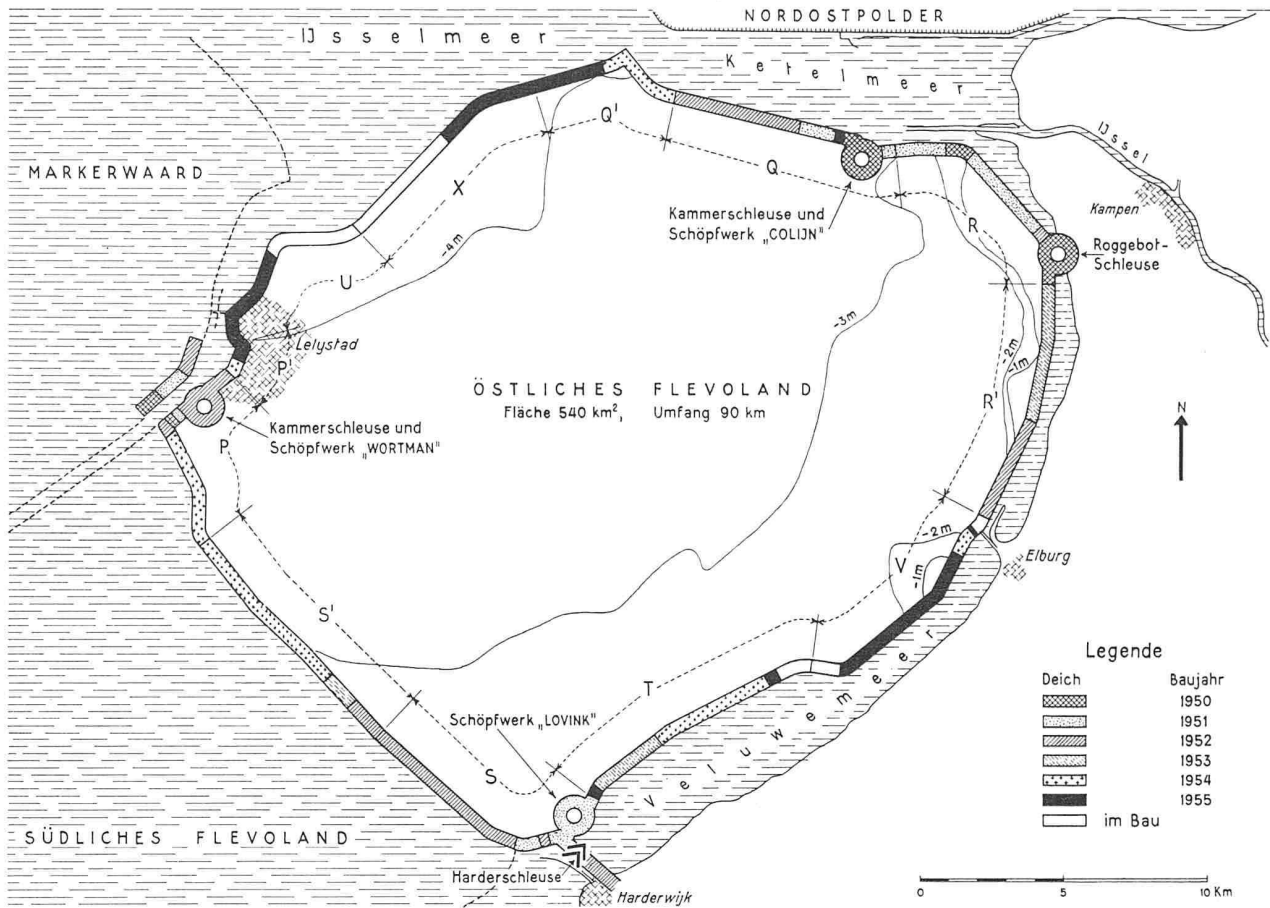 NORDOSTPOLDER
IJsselmeer
Ketelmeer
IJssel
MARKERWAARD
Q'
X
Q
R
Kampen
Kammerschleuse und
Schöpfwerk „COLIJN"
Roggebot-
Schleuse
-4m
U
Lelystad
P'
-3m
-2m
-1m
ÖSTLICHES FLEVOLAND
Fläche 540 km², Umfang 90 km
R'
N
Kammerschleuse und
Schöpfwerk „WORTMAN"
P
-2m
Elburg
V
-1m
S'
T
Schöpfwerk „LOVINK"
S
Veluwemeer
SÜDLICHES FLEVOLAND
Harderschleuse
Harderwijk
Legende
Deich Baujahr
1950
1951
1952
1953
1954
1955
im Bau
0 5 10 Km